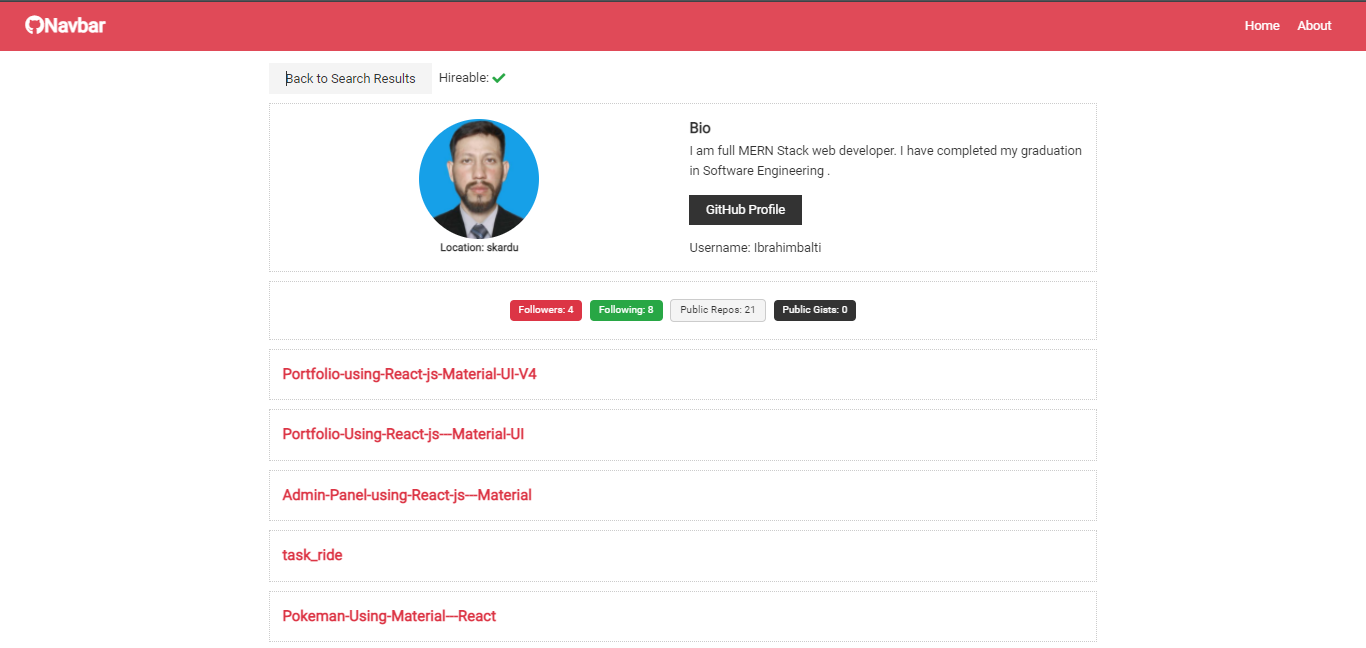 Navbar
Home
About
Back to Search Results
Hireable:
Location: skardu
Bio
I am full MERN Stack web developer. I have completed my graduation
in Software Engineering .
GitHub Profile
Username: Ibrahimbalti
Followers: 4
Following: 8
Public Repos: 21
Public Gists: 0
Portfolio-using-React-js-Material-UI-V4
Portfolio-Using-React-js---Material-UI
Admin-Panel-using-React-js---Material
task_ride
Pokeman-Using-Material---React